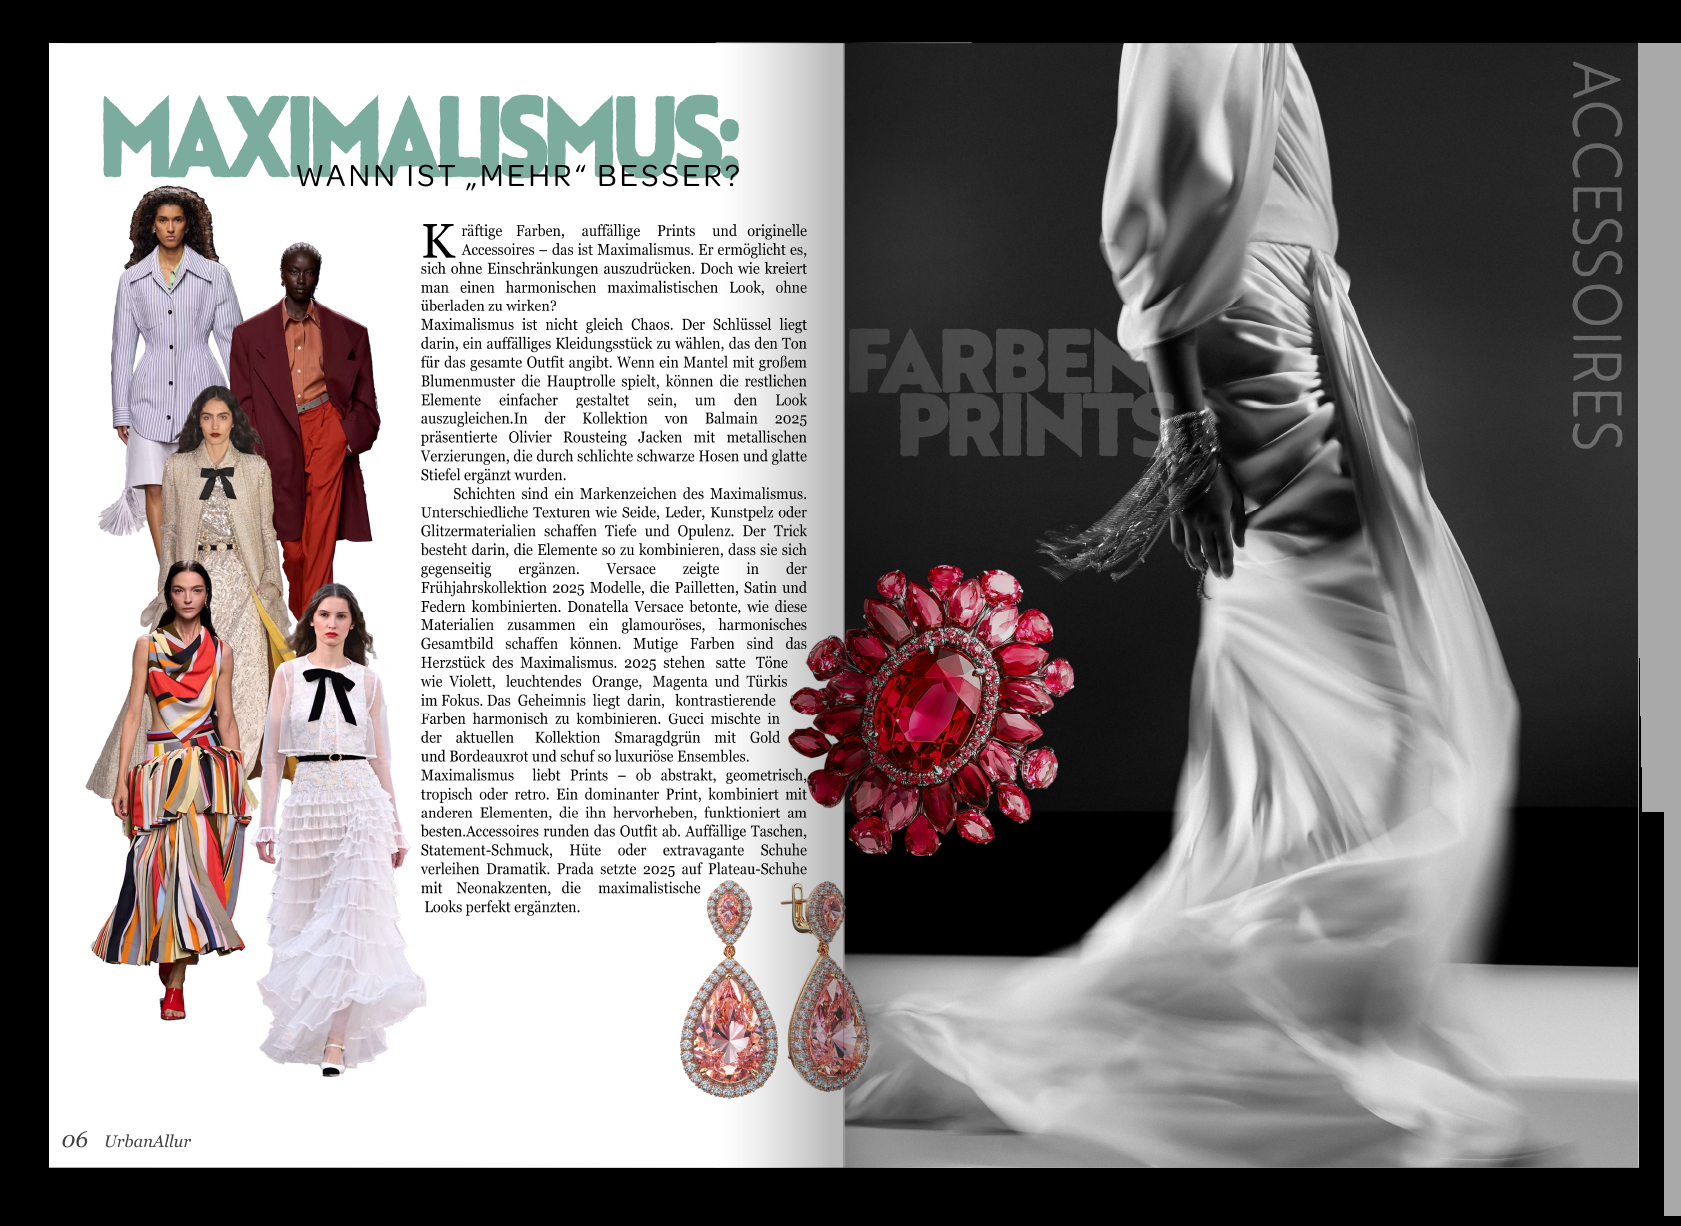 MAXIMALISMUS:
WANN IST „MEHR“ BESSER?
Kräftige Farben, auffällige Prints und originelle
Accessoires – das ist Maximalismus. Er ermöglicht es,
sich ohne Einschränkungen auszudrücken. Doch wie kreiert
man einen harmonischen maximalistischen Look, ohne
überladen zu wirken?
Maximalismus ist nicht gleich Chaos. Der Schlüssel liegt
darin, ein auffälliges Kleidungsstück zu wählen, das den Ton
für das gesamte Outfit angibt. Wenn ein Mantel mit großem
Blumenmuster die Hauptrolle spielt, können die restlichen
Elemente einfacher gestaltet sein, um den Look
auszugleichen.In der Kollektion von Balmain 2025
präsentierte Olivier Rousteing Jacken mit metallischen
Verzierungen, die durch schlichte schwarze Hosen und glatte
Stiefel ergänzt wurden.
Schichten sind ein Markenzeichen des Maximalismus.
Unterschiedliche Texturen wie Seide, Leder, Kunstpelz oder
Glitzermaterialien schaffen Tiefe und Opulenz. Der Trick
besteht darin, die Elemente so zu kombinieren, dass sie sich
gegenseitig ergänzen. Versace zeigte in der
Frühjahrskollektion 2025 Modelle, die Pailletten, Satin und
Federn kombinierten. Donatella Versace betonte, wie diese
Materialien zusammen ein glamouröses, harmonisches
Gesamtbild schaffen können. Mutige Farben sind das
Herzstück des Maximalismus. 2025 stehen satte Töne
wie Violett, leuchtendes Orange, Magenta und Türkis
im Fokus. Das Geheimnis liegt darin, kontrastierende
Farben harmonisch zu kombinieren. Gucci mischte in
der aktuellen Kollektion Smaragdgrün mit Gold
und Bordeauxrot und schuf so luxuriöse Ensembles.
Maximalismus liebt Prints – ob abstrakt, geometrisch,
tropisch oder retro. Ein dominanter Print, kombiniert mit
anderen Elementen, die ihn hervorheben, funktioniert am
besten.Accessoires runden das Outfit ab. Auffällige Taschen,
Statement-Schmuck, Hüte oder extravagante Schuhe
verleihen Dramatik. Prada setzte 2025 auf Plateau-Schuhe
mit Neonakzenten, die maximalistische
Looks perfekt ergänzten.
06 UrbanAllur
FARBEN
PRINTS
ACCESSOIRES